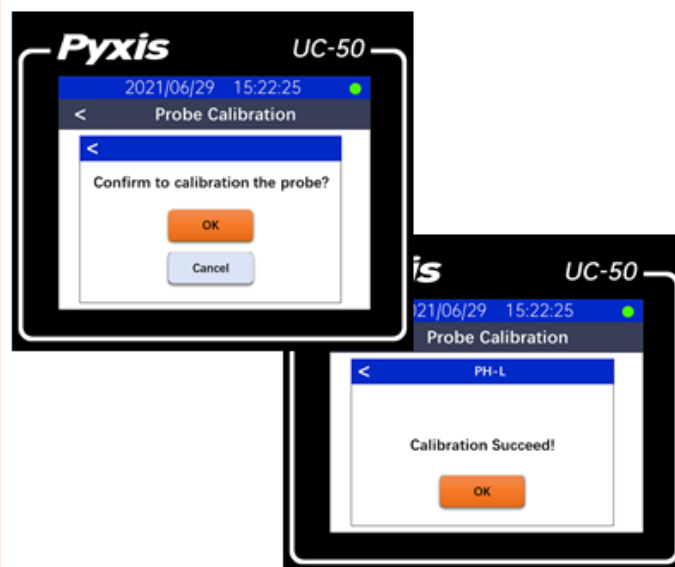 Pyxis UC-50
2021/06/29 15:22:25
< Probe Calibration
<
Confirm to calibration the probe?
OK
Cancel
is UC-50
021/06/29 15:22:25
Probe Calibration
< PH-L
Calibration Succeed!
OK